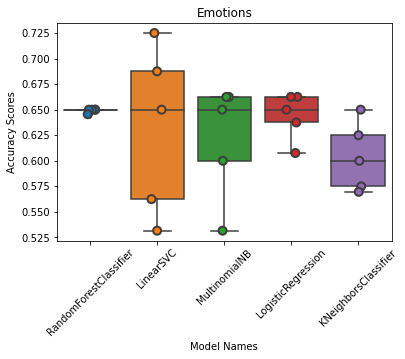 Emotions
Accuracy Scores
0.725
0.700
0.675
0.650
0.625
0.600
0.575
0.550
0.525
RandomForestClassifier
LinearSVC
MultinomialNB
LogisticRegression
KNeighborsClassifier
Model Names